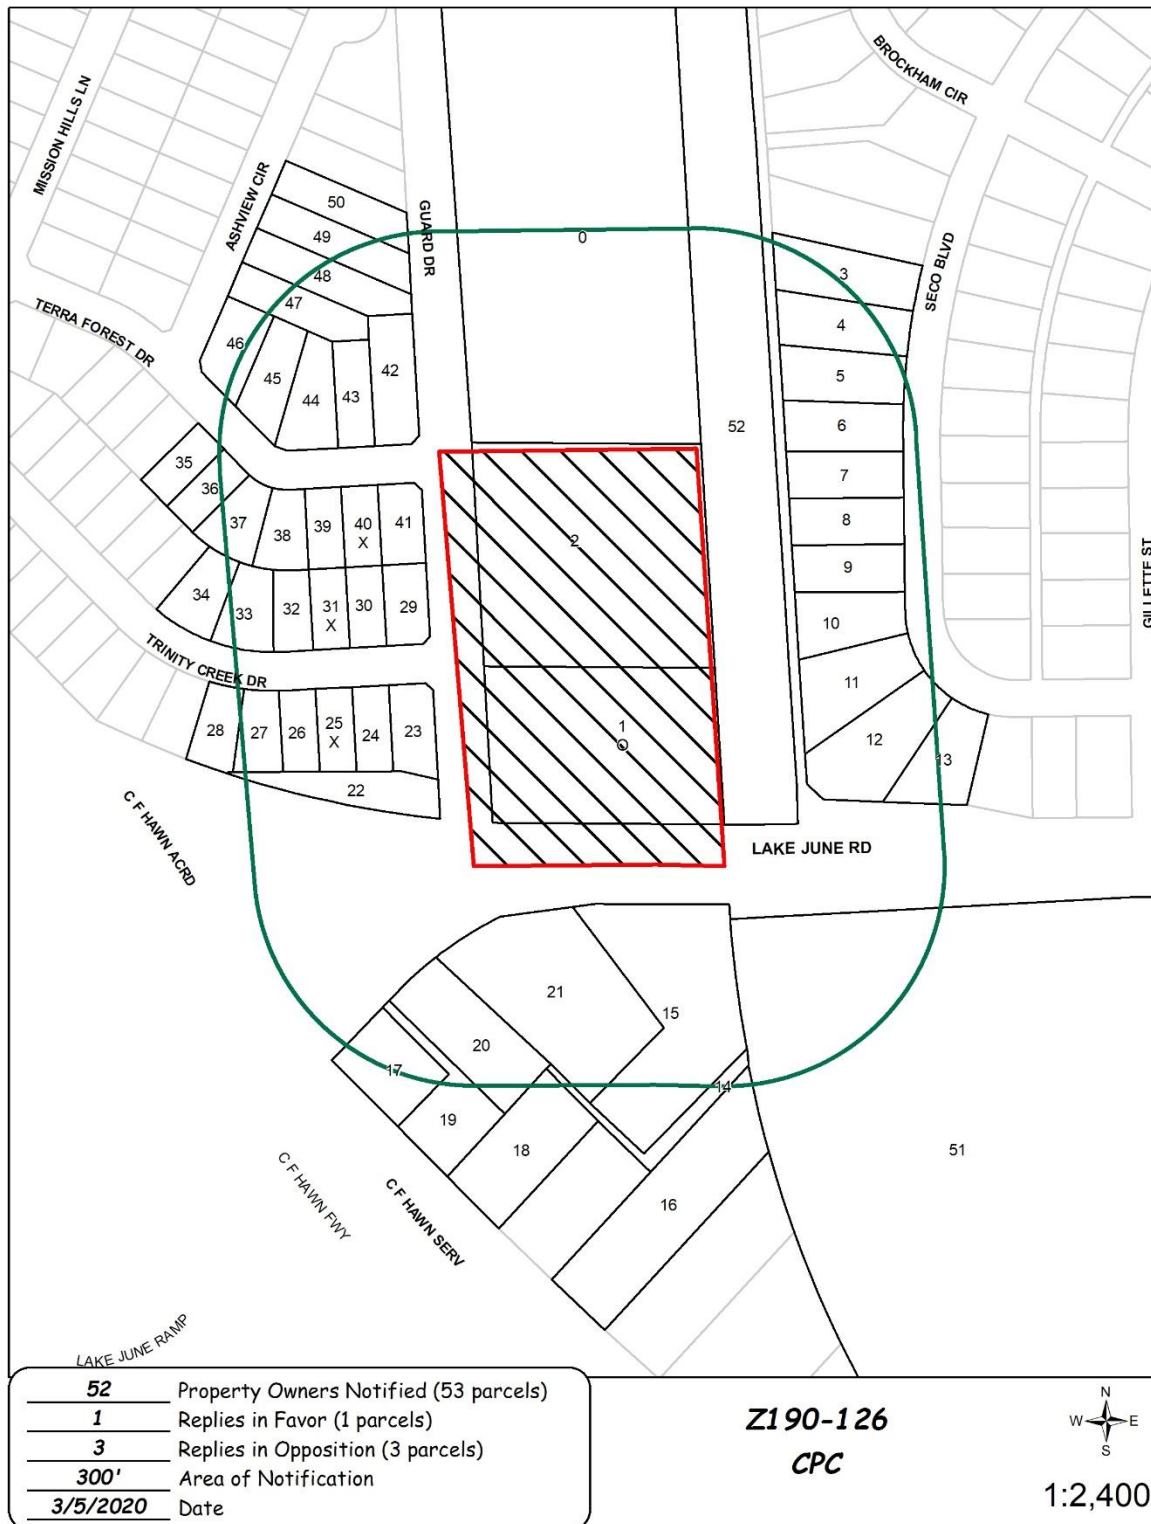 BROCKHAM CIR
MISSION HILLS LN
ASHVIEW CIR
50
GUARD DR
49
0
48
3
SECO BLVD
47
TERRA FOREST DR
4
46
45
42
5
44
43
52
6
35
36
7
37
38
39
40
41
8
X
2
9
GILLETTE ST
34
33
32
31
30
29
10
X
TRINITY CREEK DR
11
28
27
26
25
24
23
1
12
13
X
22
C F HAWN ACRD
LAKE JUNE RD
21
15
20
17
14
19
18
51
C F HAWN FWY
C F HAWN SERV
16
LAKE JUNE RAMP
52 Property Owners Notified (53 parcels)
1 Replies in Favor (1 parcels)
3 Replies in Opposition (3 parcels)
300' Area of Notification
3/5/2020 Date
Z190-126
CPC
N
W E
S
1:2,400